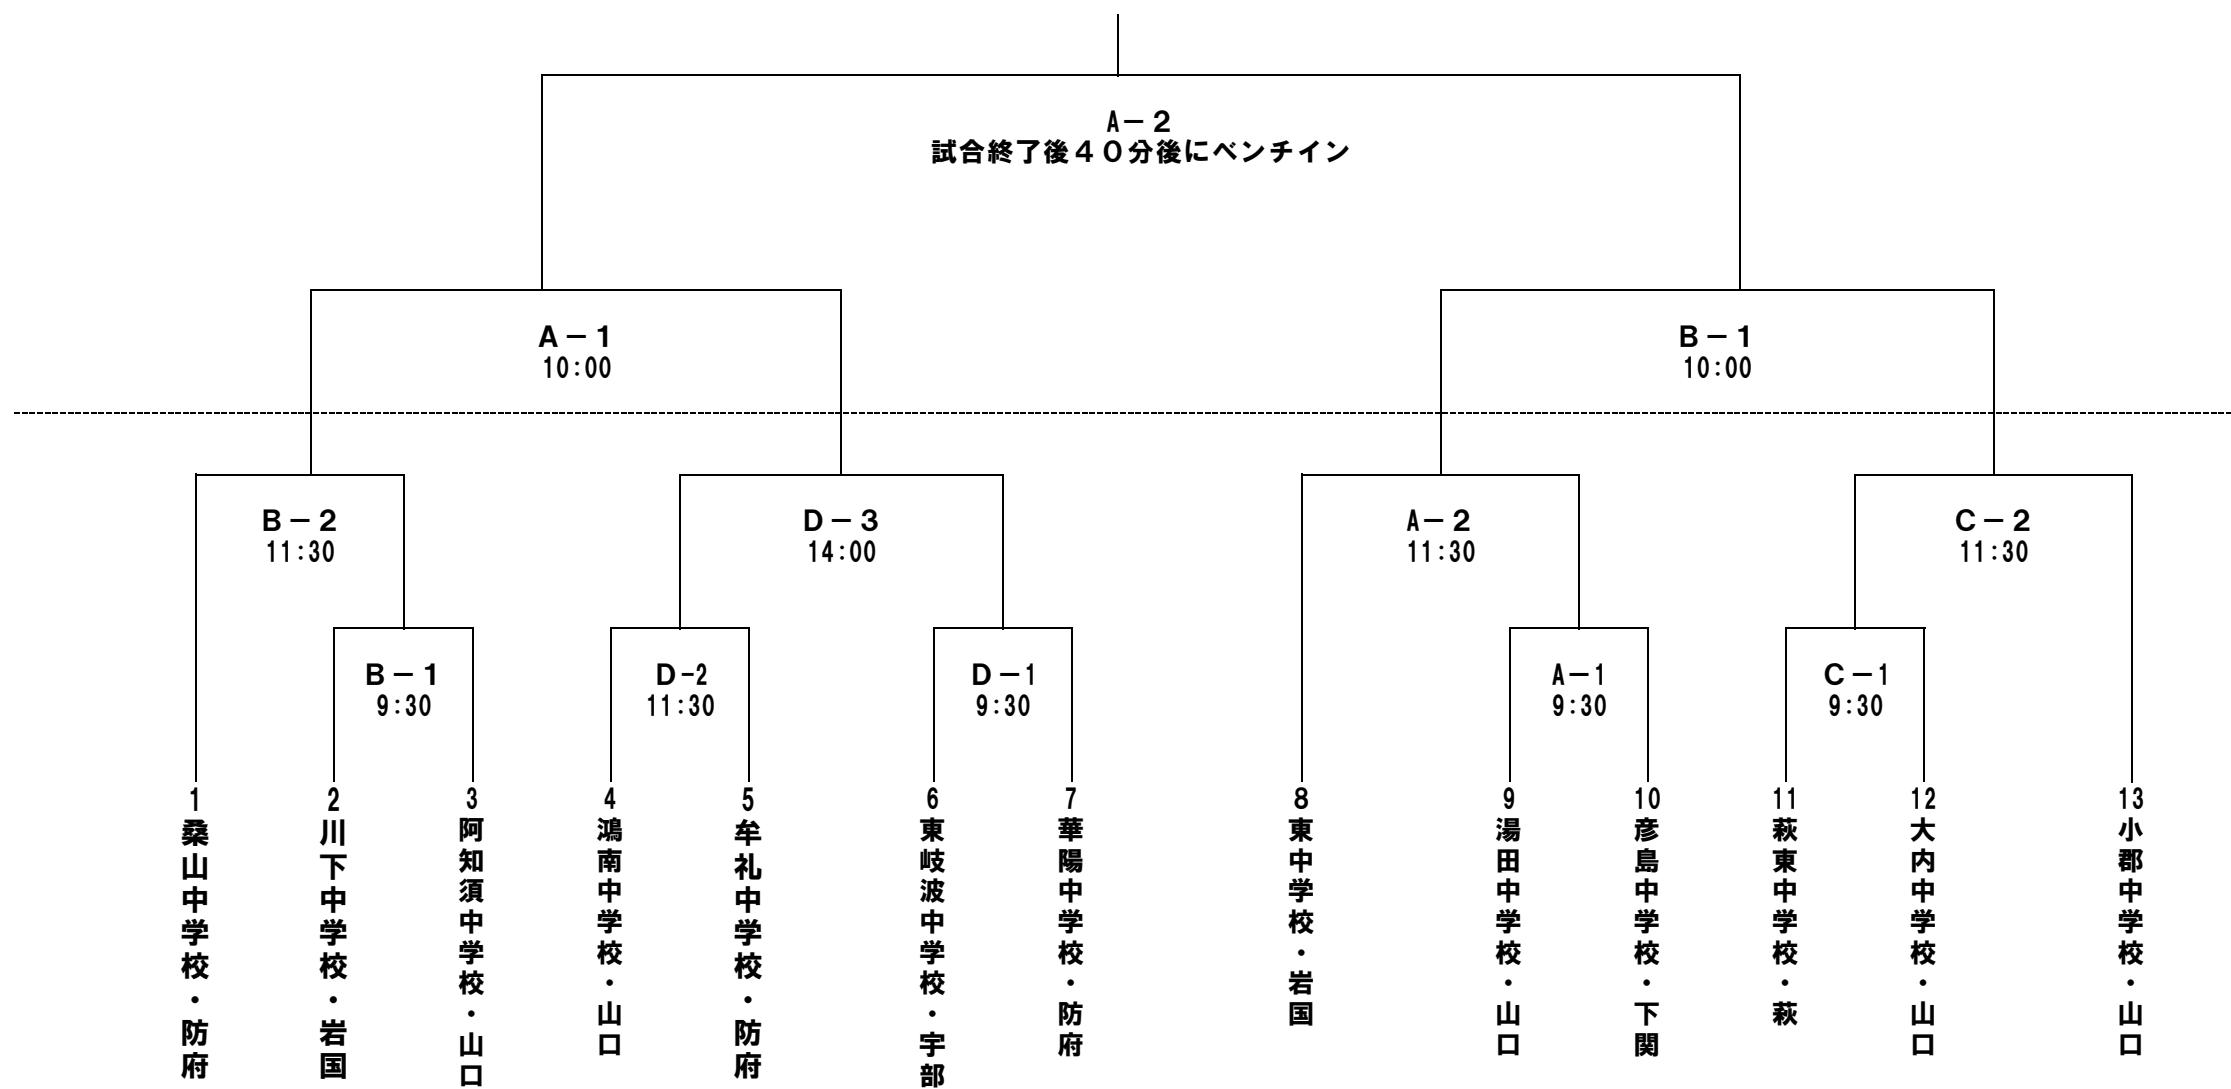 A－２
試合終了後４０分後にベンチイン
A－１
10:00
B－１
10:00
B－２
11:30
D－３
14:00
A－２
11:30
C－２
11:30
B－１
9:30
D-2
11:30
D－1
9:30
A－1
9:30
C－1
9:30
1
桑山中学校・防府
2
川下中学校・岩国
3
阿知須中学校・山口
4
鴻南中学校・山口
5
牟礼中学校・防府
6
東岐波中学校・宇部
7
華陽中学校・防府
8
東中学校・岩国
9
湯田中学校・山口
10
彦島中学校・下関
11
萩東中学校・萩
12
大内中学校・山口
13
小郡中学校・山口